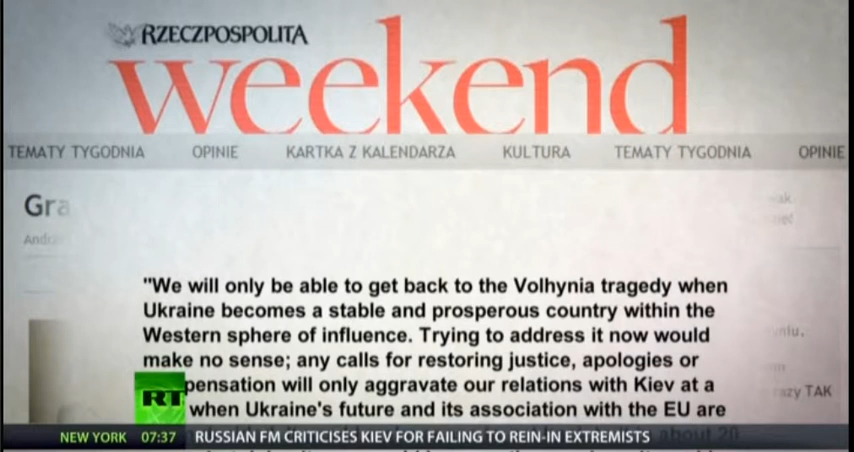 RZECZPOSPOLITA
weekend
TEMATY TYGODNIA OPINIE KARTKA Z KALENDARZA KULTURA TEMATY TYGODNIA OPINIE
Gra
"We will only be able to get back to the Volhynia tragedy when
Ukraine becomes a stable and prosperous country within the
Western sphere of influence. Trying to address it now would
make no sense; any calls for restoring justice, apologies or
pensation will only aggravate our relations with Kiev at a
razy TAK
RT
when Ukraine's future and its association with the EU are
NEW YORK 07:37 RUSSIAN FM CRITICISES KIEV FOR FAILING TO REIN-IN EXTREMISTS